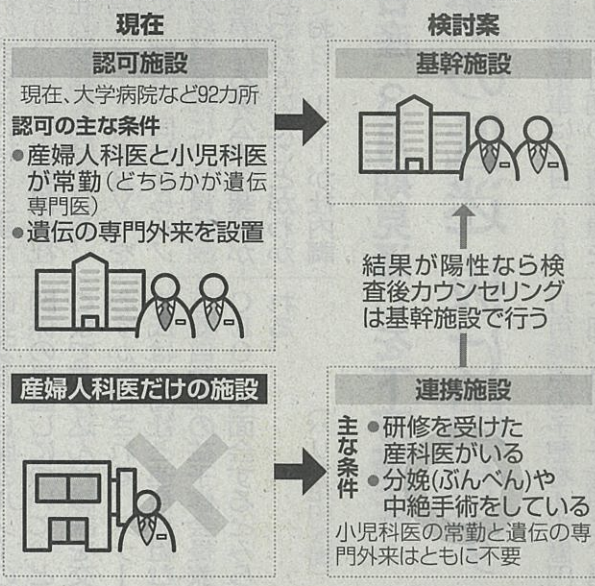 現在
認可施設
現在、大学病院など92カ所
認可の主な条件
●産婦人科医と小児科医
が常勤(どちらかが遺伝
専門医)
●遺伝の専門外来を設置
産婦人科医だけの施設
検討案
基幹施設
結果が陽性なら検
査後カウンセリング
は基幹施設で行う
連携施設
主な条件
●研修を受けた
産科医がいる
●分娩(ぶんべん)や
中絶手術をしている
小児科医の常勤と遺伝の専
門外来はともに不要